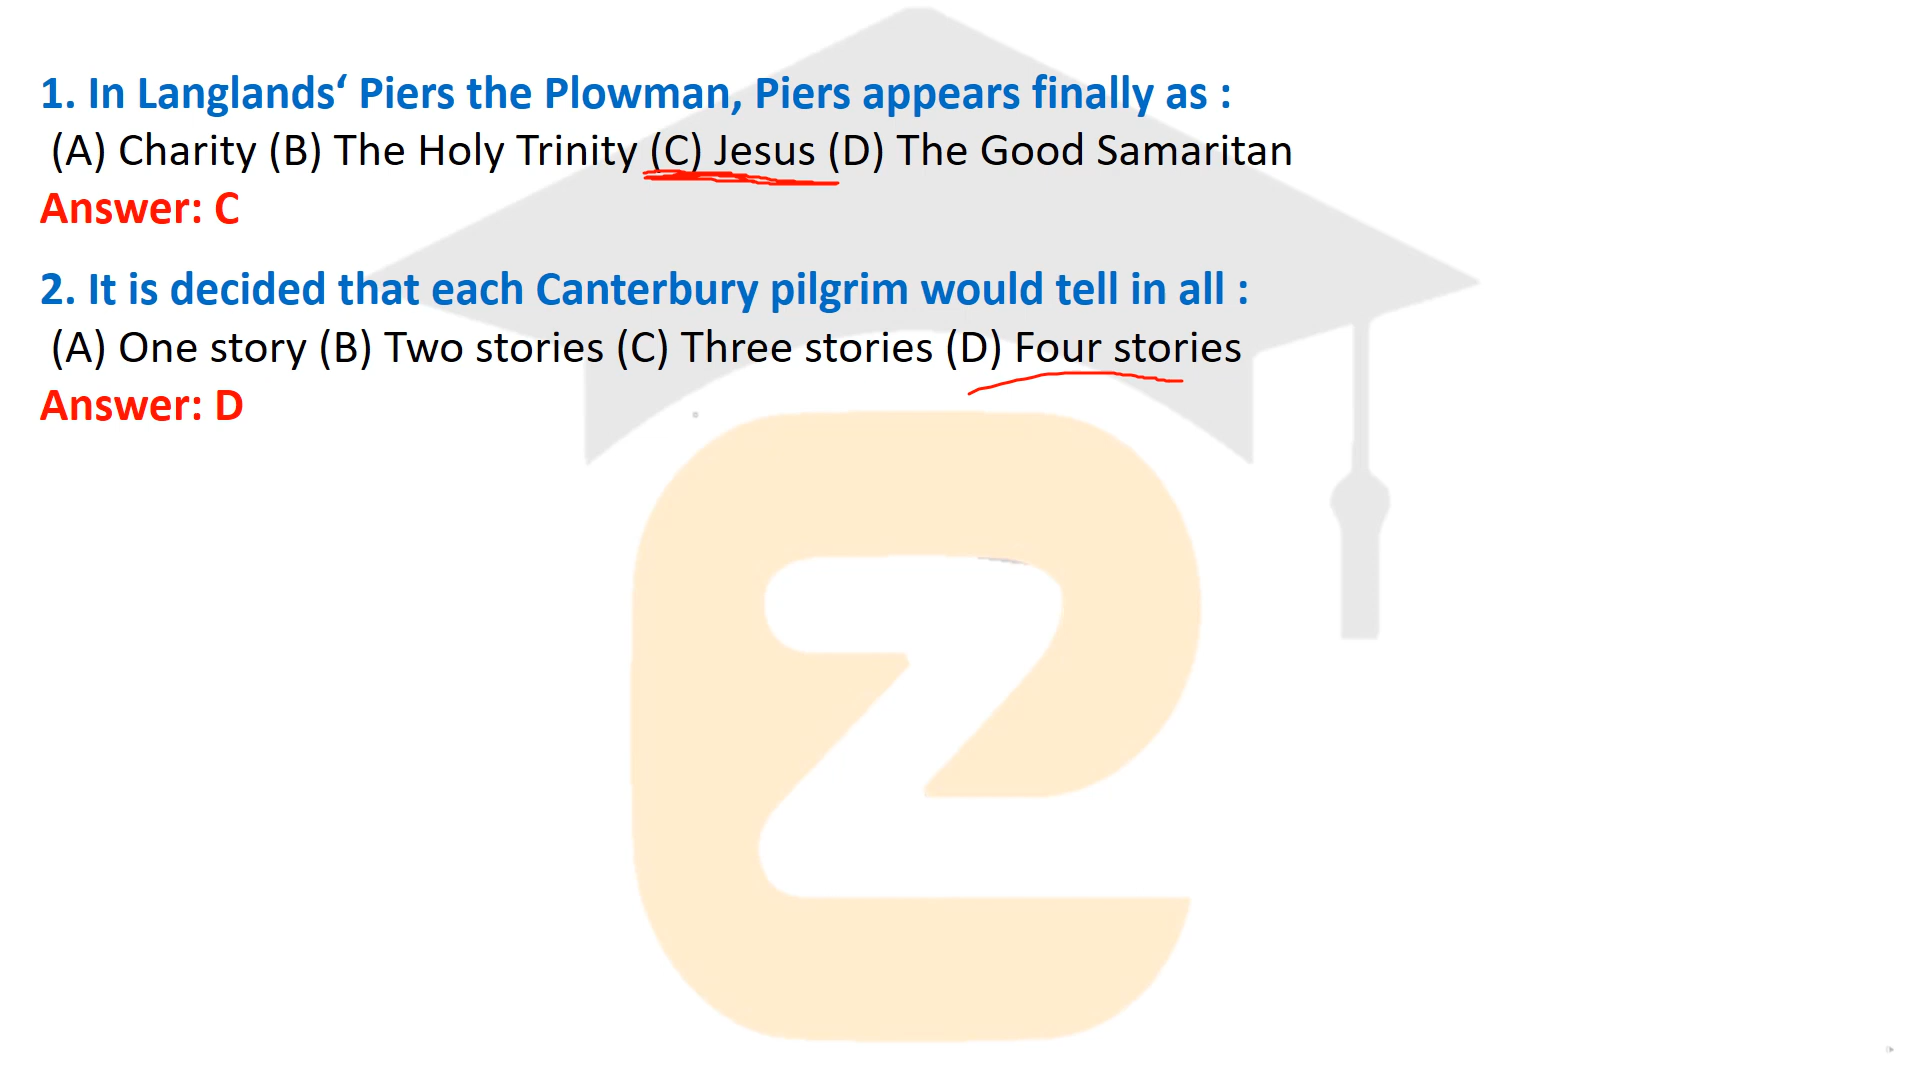 1. In Langlands‘ Piers the Plowman, Piers appears finally as :
(A) Charity (B) The Holy Trinity (C) Jesus (D) The Good Samaritan
Answer: C
2. It is decided that each Canterbury pilgrim would tell in all :
(A) One story (B) Two stories (C) Three stories (D) Four stories
Answer: D